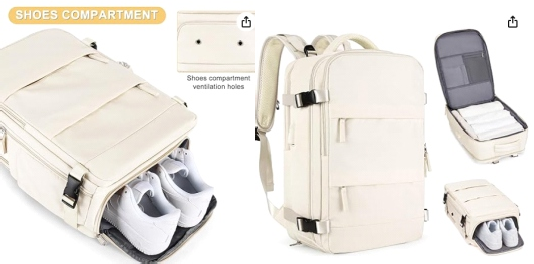 SHOES COMPARTMENT
Shoes compartment
ventilation holes